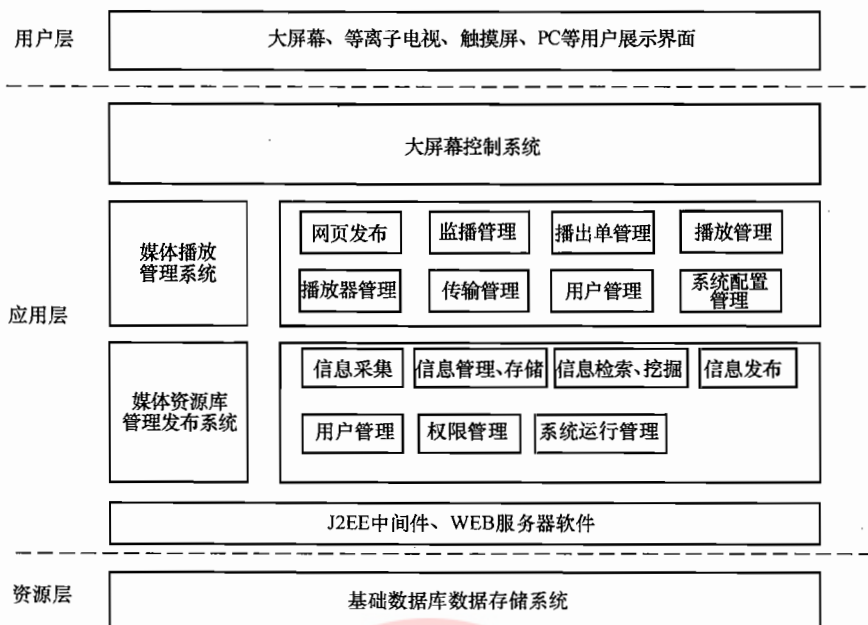 用户层
大屏幕、等离子电视、触摸屏、PC等用户展示界面
应用层
大屏幕控制系统
媒体播放
管理系统
网页发布
监播管理
播出单管理
播放管理
播放器管理
传输管理
用户管理
系统配置
管理
媒体资源库
管理发布系统
信息采集
信息管理、存储
信息检索、挖掘
信息发布
用户管理
权限管理
系统运行管理
J2EE中间件、WEB服务器软件
资源层
基础数据库数据存储系统